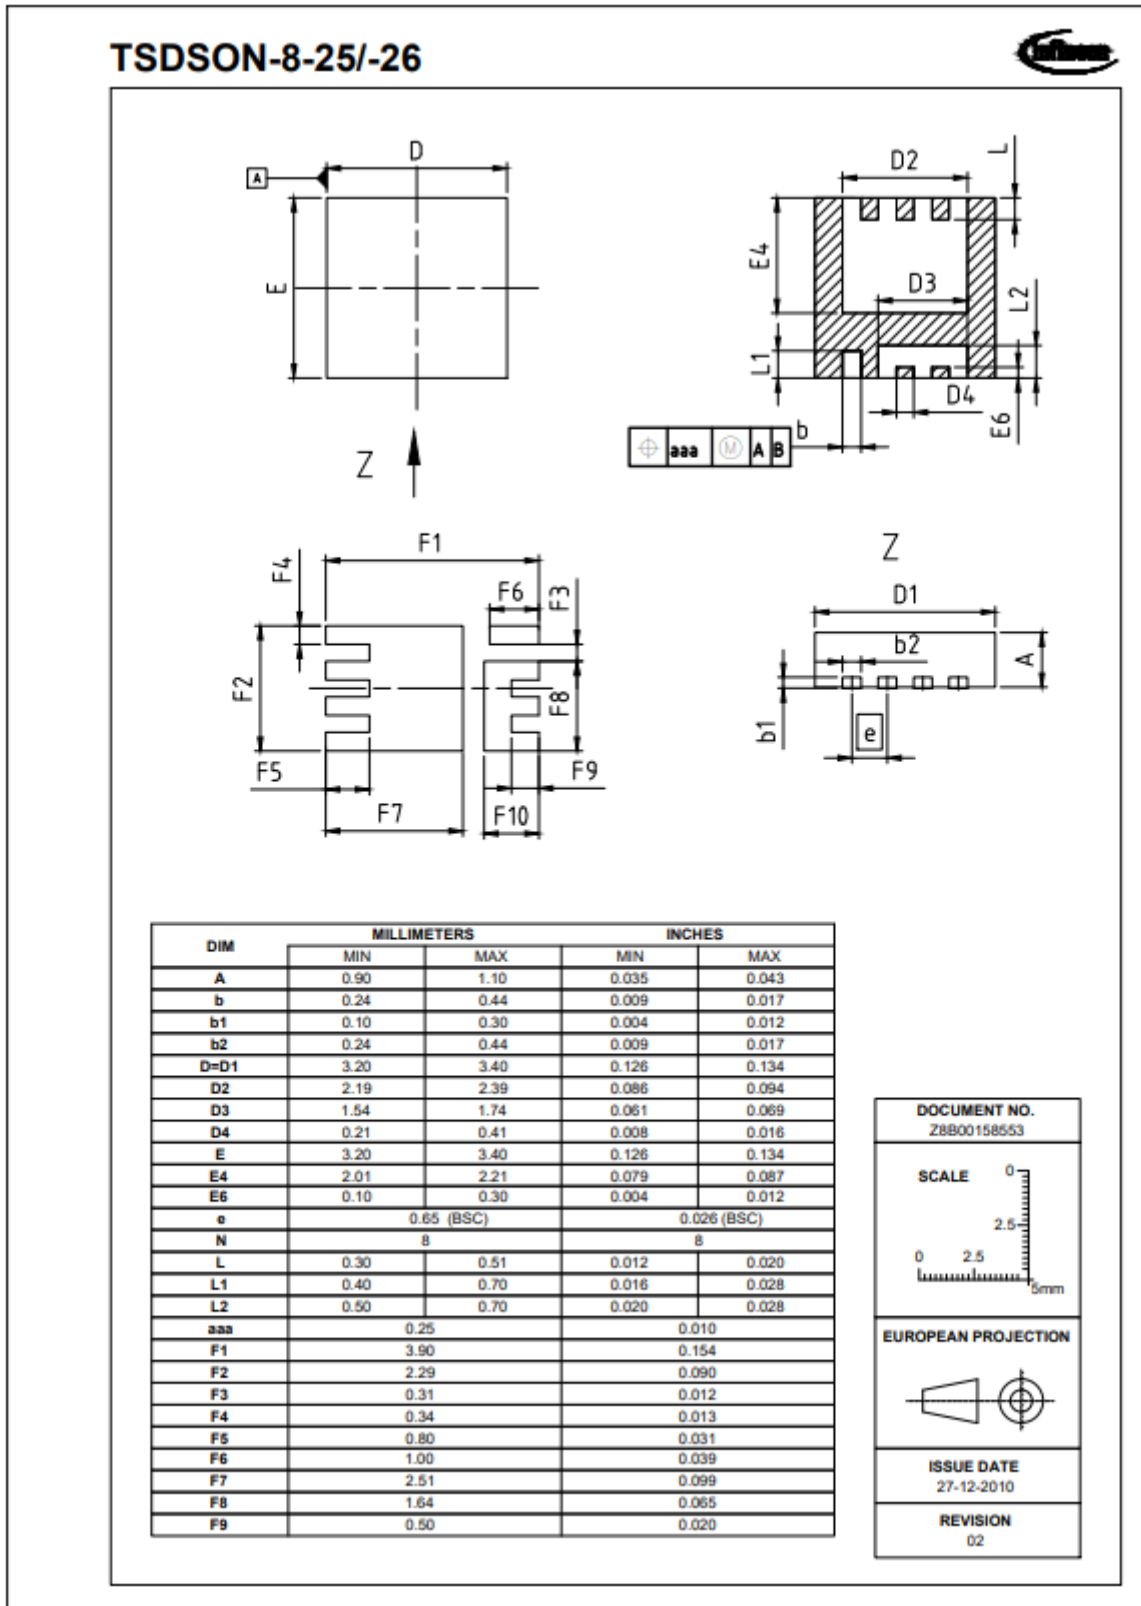 TSDSON-8-25/-26
Infineon
D
A
E
D2
L
E4
D3
L2
L1
D4
E6
b
aaa M A B
Z
F1
F4
F6
F3
F2
F8
F5
F9
F7
F10
Z
D1
b2
A
b1
e
DIM MILLIMETERS INCHES
MIN MAX MIN MAX
A 0.90 1.10 0.035 0.043
b 0.24 0.44 0.009 0.017
b1 0.10 0.30 0.004 0.012
b2 0.24 0.44 0.009 0.017
D=D1 3.20 3.40 0.126 0.134
D2 2.19 2.39 0.086 0.094
D3 1.54 1.74 0.061 0.069
D4 0.21 0.41 0.008 0.016
E 3.20 3.40 0.126 0.134
E4 2.01 2.21 0.079 0.087
E6 0.10 0.30 0.004 0.012
e 0.65 (BSC) 0.026 (BSC)
N 8 8
L 0.30 0.51 0.012 0.020
L1 0.40 0.70 0.016 0.028
L2 0.50 0.70 0.020 0.028
aaa 0.25 0.010
F1 3.90 0.154
F2 2.29 0.090
F3 0.31 0.012
F4 0.34 0.013
F5 0.80 0.031
F6 1.00 0.039
F7 2.51 0.099
F8 1.64 0.065
F9 0.50 0.020
DOCUMENT NO.
Z8B00158553
SCALE 0
2.5
0 2.5
5mm
EUROPEAN PROJECTION
ISSUE DATE
27-12-2010
REVISION
02